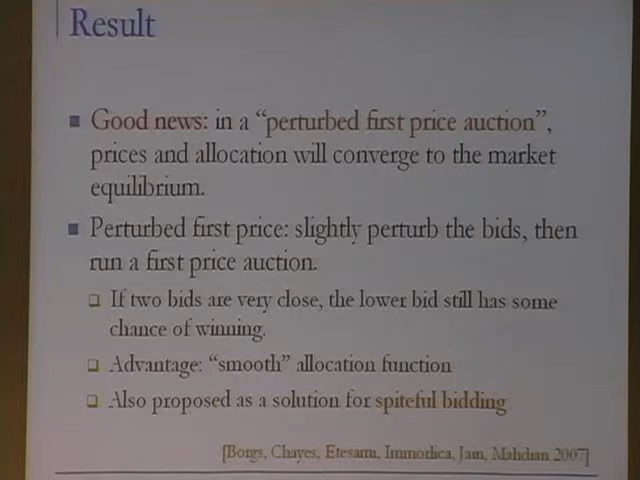 Result
Good news: in a “perturbed first price auction”,
prices and allocation will converge to the market
equilibrium.
Perturbed first price: slightly perturb the bids, then
run a first price auction.
If two bids are very close, the lower bid still has some
chance of winning.
Advantage: “smooth” allocation function
Also proposed as a solution for spiteful bidding
[Borgs, Chayes, Etesami, Immorlica, Jain, Mahdian 2007]